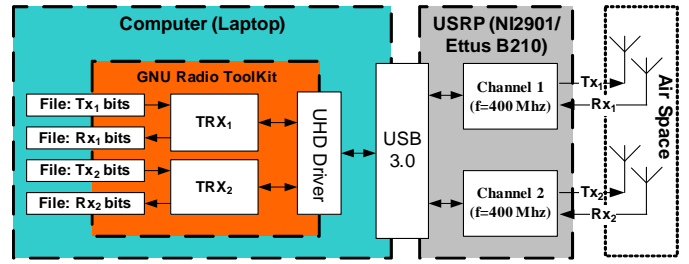 Computer (Laptop)
USRP (NI2901/
Ettus B210)
GNU Radio ToolKit
File: Tx1 bits
File: Rx1 bits
File: Tx2 bits
File: Rx2 bits
TRX1
TRX2
UHD Driver
USB
3.0
Channel 1
(f=400 Mhz)
Channel 2
(f=400 Mhz)
Tx1
Rx1
Tx2
Rx2
Air Space